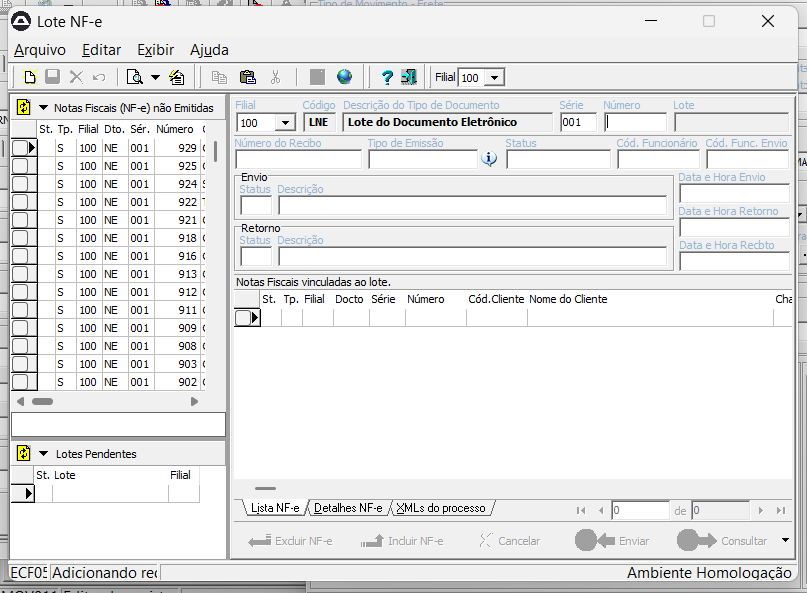 Lote NF-e
Arquivo Editar Exibir Ajuda
Filial 100
Notas Fiscais (NF-e) não Emitidas
St. Tp. Filial Dto. Sér. Número
S 100 NE 001 929
S 100 NE 001 925
S 100 NE 001 924
S 100 NE 001 922
S 100 NE 001 921
S 100 NE 001 918
S 100 NE 001 916
S 100 NE 001 913
S 100 NE 001 912
S 100 NE 001 911
S 100 NE 001 909
S 100 NE 001 908
S 100 NE 001 903
S 100 NE 001 902
Lotes Pendentes
St. Lote Filial
Filial Código Descrição do Tipo de Documento Série Número Lote
100 LNE Lote do Documento Eletrônico 001
Número do Recibo Tipo de Emissão Status Cód. Funcionário Cód. Func. Envio
Envio
Status Descrição
Data e Hora Envio
Data e Hora Retorno
Retorno
Status Descrição
Data e Hora Recbto
Notas Fiscais vinculadas ao lote.
St. Tp. Filial Docto Série Número Cód.Cliente Nome do Cliente Cha
Lista NF-e Detalhes NF-e XMLs do processo
0 de 0
Excluir NF-e Incluir NF-e Cancelar Enviar Consultar
ECF05 Adicionando rec Ambiente Homologação